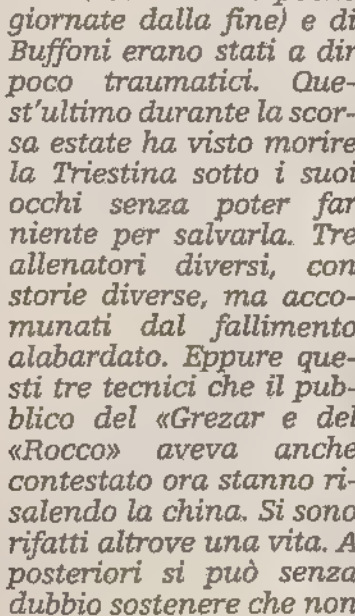 giornate dalla fine) e di
Buffoni erano stati a dir
poco traumatici. Que-
st'ultimo durante la scor-
sa estate ha visto morire
la Triestina sotto i suoi
occhi senza poter far
niente per salvarla. Tre
allenatori diversi, con
storie diverse, ma acco-
munati dal fallimento
alabardato. Eppure que-
sti tre tecnici che il pub-
blico del «Grezar e del
«Rocco» aveva anche
contestato ora stanno ri-
salendo la china. Si sono
rifatti altrove una vita. A
posteriori si può senza
dubbio sostenere che non